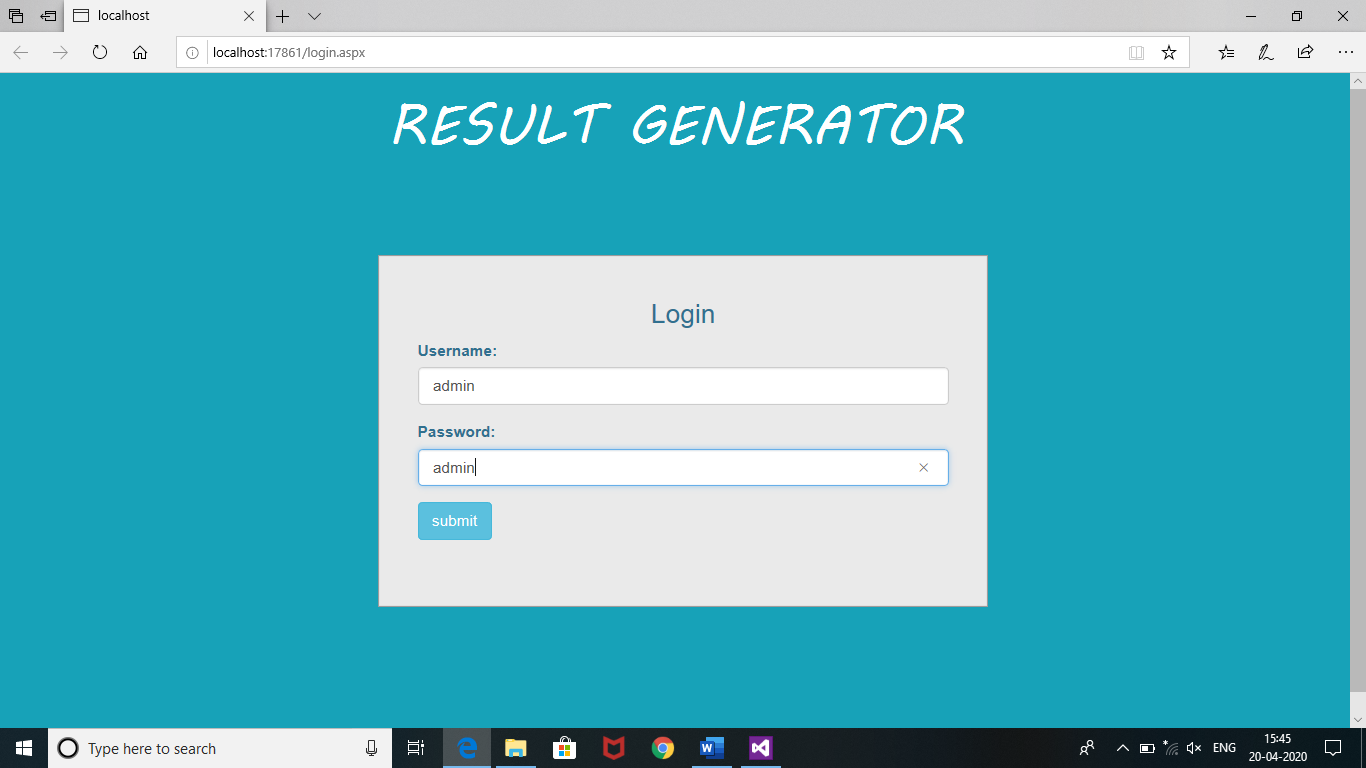 localhost
localhost:17861/login.aspx
RESULT GENERATOR
Login
Username:
admin
Password:
admin
submit
Type here to search
W
ENG
15:45
20-04-2020